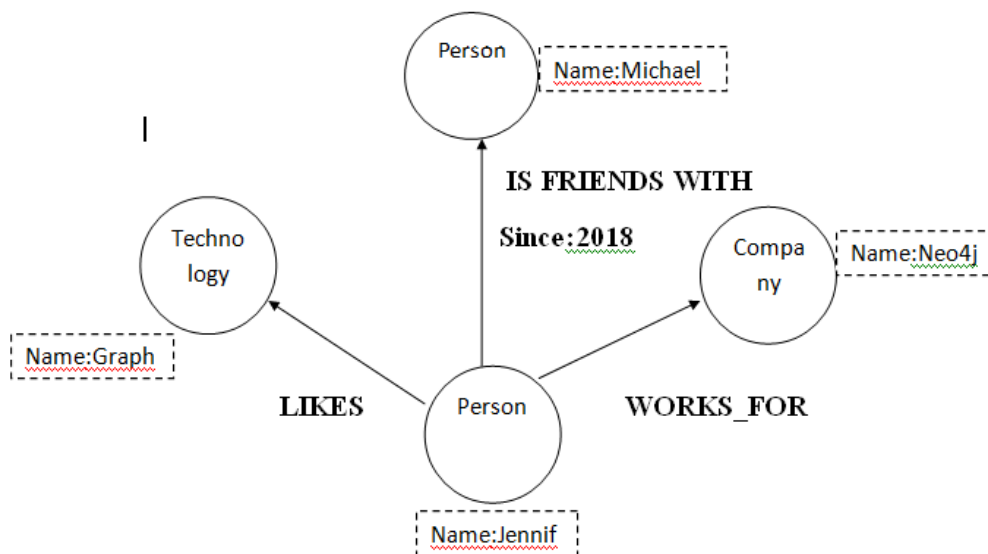 Person
Name:Michael
IS FRIENDS WITH
Since:2018
Techno
logy
Compa
ny
Name:Neo4j
Name:Graph
LIKES
Person
WORKS_FOR
Name:Jennif